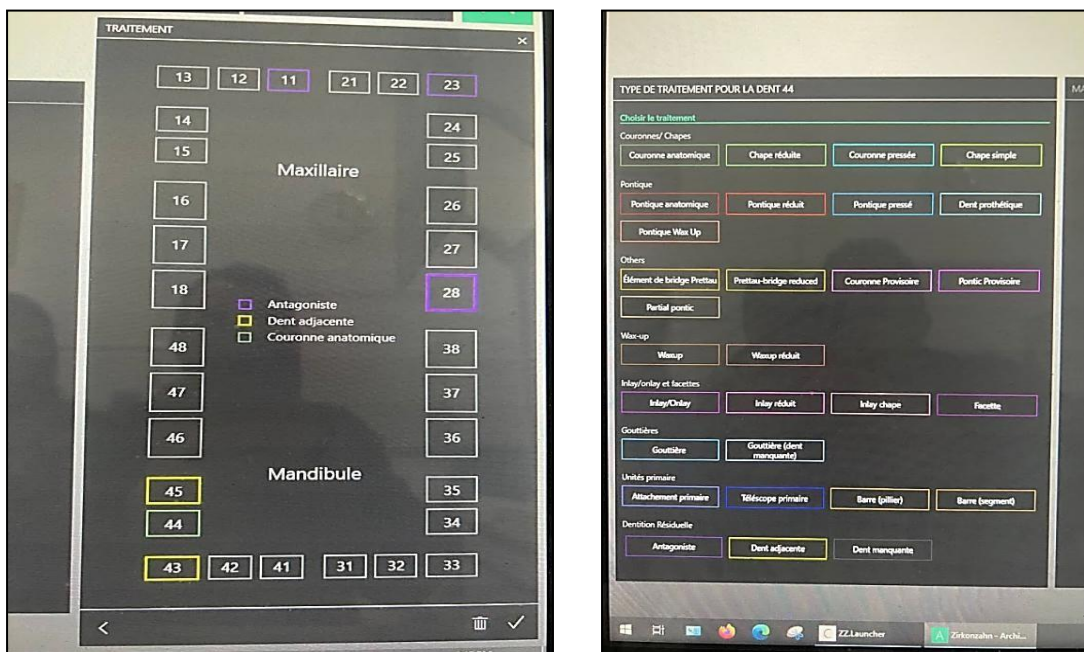 TRAITEMENT
13 12 11 21 22 23
14 24
15 25
Maxillaire
16 26
17 27
18 28
Antagoniste
Dent adjacente
Couronne anatomique
48 38
47 37
46 36
Mandibule
45 35
44 34
43 42 41 31 32 33
TYPE DE TRAITEMENT POUR LA DENT 44
MA
Choisir le traitement
Couronnes/ Chapes
Couronne anatomique Chape réduite Couronne pressée Chape simple
Pontique
Pontique anatomique Pontique réduit Pontique pressé Dent prothétique
Pontique Wax Up
Others
Élément de bridge Prettau Prettau-bridge reduced Couronne Provisoire Pontic Provisoire
Partial pontic
Wax-up
Waxup Waxup réduit
Inlay/onlay et facettes
Inlay/Onlay Inlay réduit Inlay chape Facette
Gouttières
Gouttière Gouttière (dent
manquante)
Unités primaire
Attachement primaire Téléscope primaire Barre (pillier) Barre (segment)
Dentition Résiduelle
Antagoniste Dent adjacente Dent manquante
ZZ.Launcher Zirkonzahn - Archi...